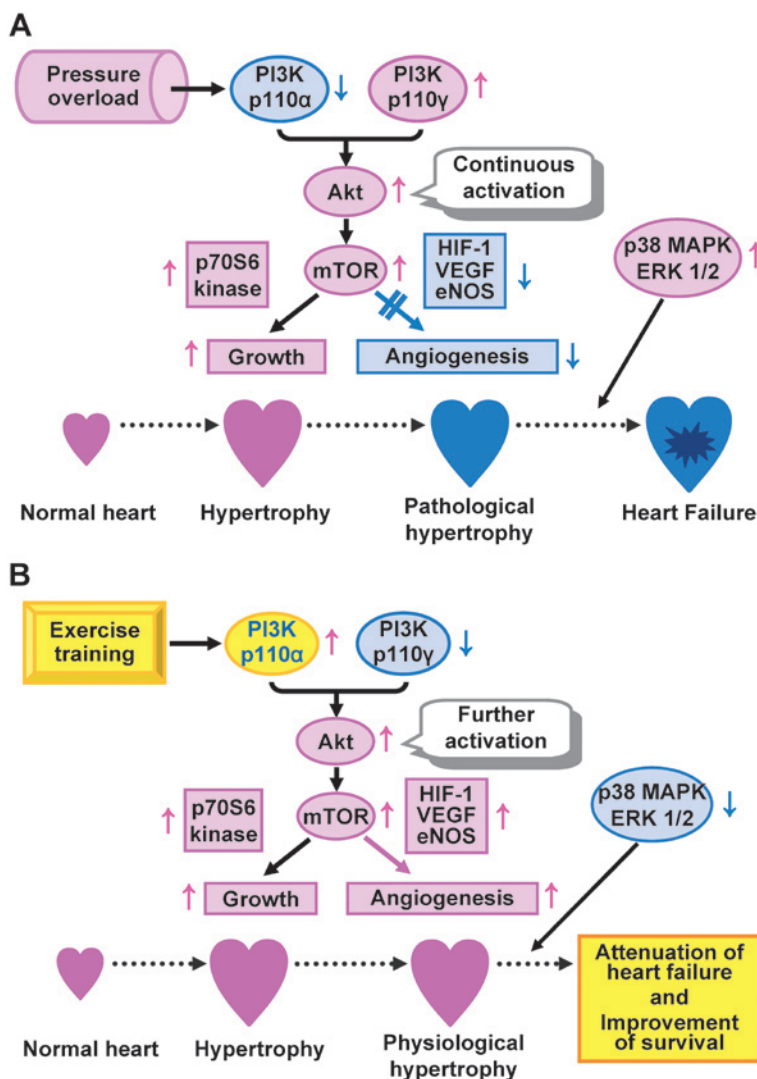 A
Pressure
overload
PI3K
p110α
↓
PI3K
p110γ
↑
Akt
↑
Continuous
activation
↑
p70S6
kinase
mTOR
↑
HIF-1
VEGF
eNOS
↓
p38 MAPK
ERK 1/2
↑
↑
Growth
Angiogenesis
↓
Normal heart
Hypertrophy
Pathological
hypertrophy
Heart Failure
B
Exercise
training
PI3K
p110α
↑
PI3K
p110γ
↓
Akt
↑
Further
activation
↑
p70S6
kinase
mTOR
↑
HIF-1
VEGF
eNOS
↑
p38 MAPK
ERK 1/2
↓
↑
Growth
Angiogenesis
↑
Normal heart
Hypertrophy
Physiological
hypertrophy
Attenuation of
heart failure
and
Improvement
of survival